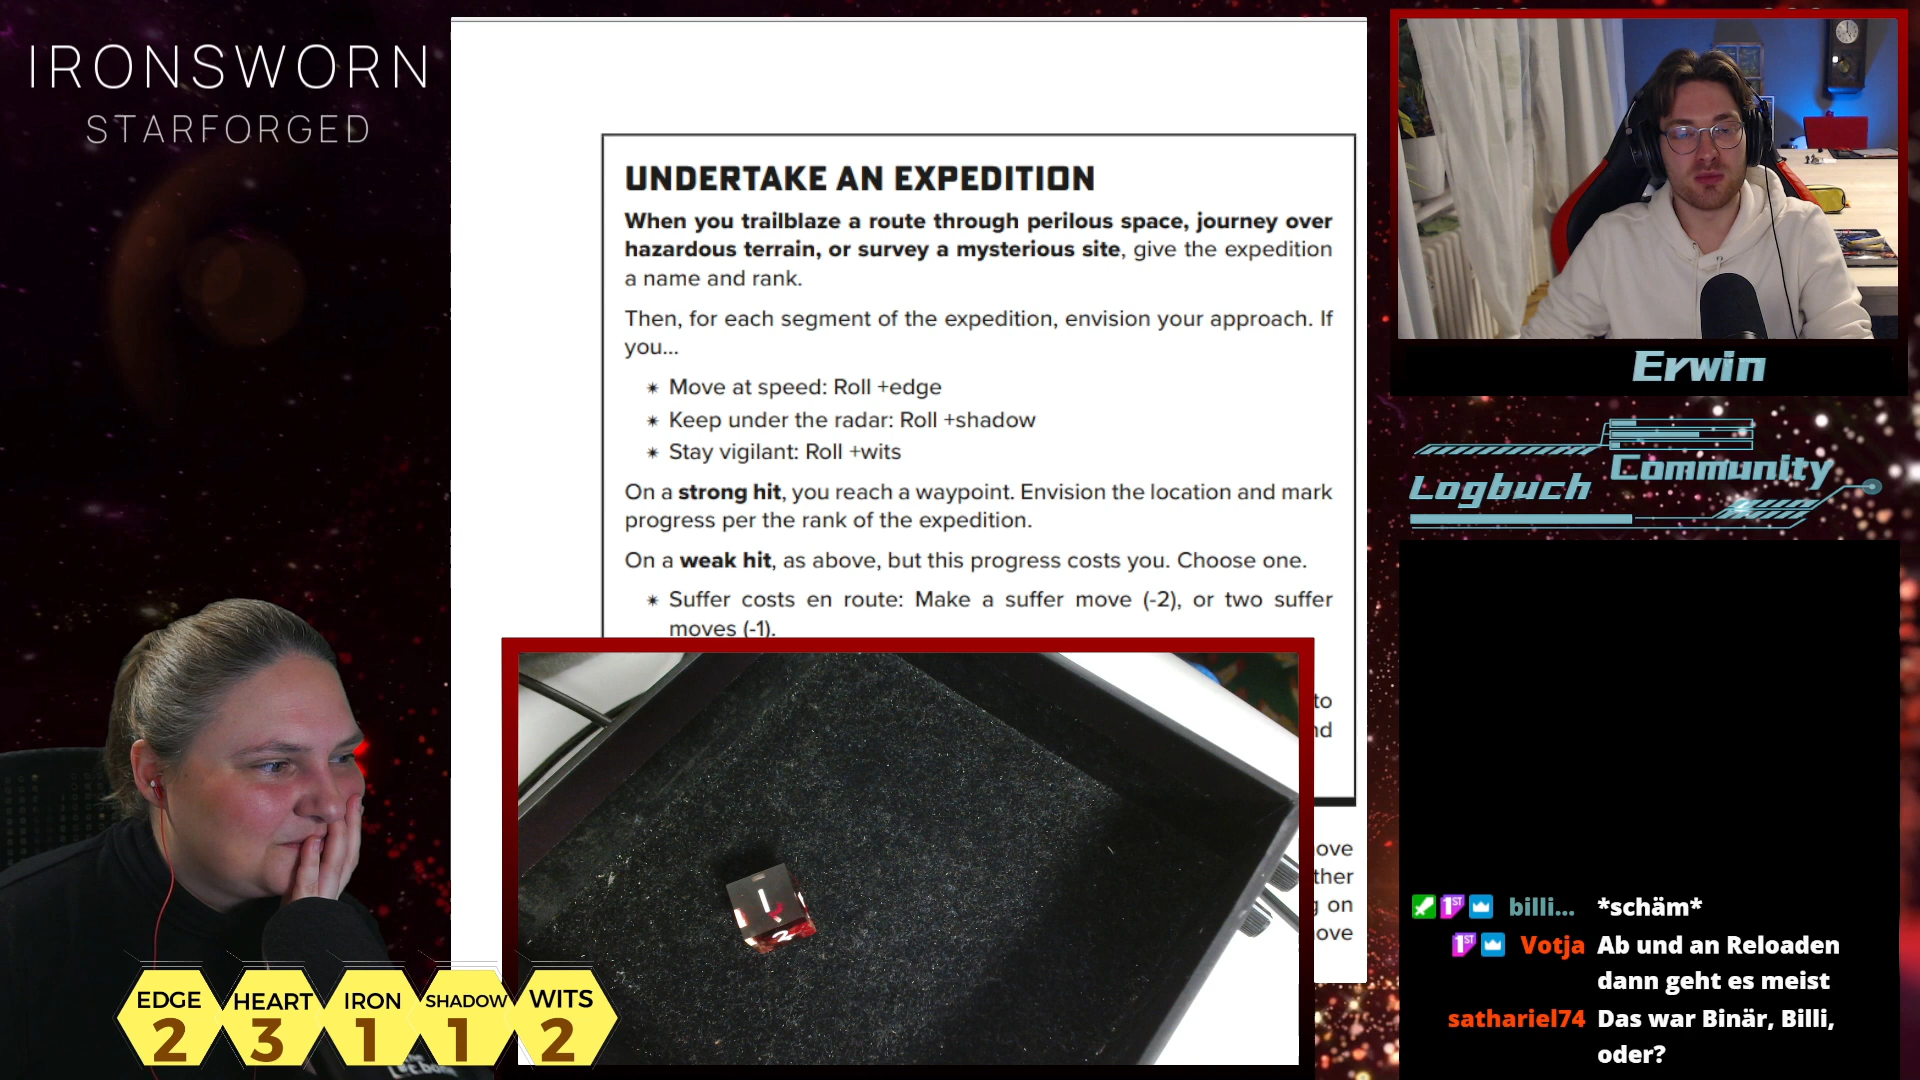 IRONSWORN
STARFORGED
UNDERTAKE AN EXPEDITION
When you trailblaze a route through perilous space, journey over
hazardous terrain, or survey a mysterious site, give the expedition
a name and rank.
Then, for each segment of the expedition, envision your approach. If
you...
✴ Move at speed: Roll +edge
✴ Keep under the radar: Roll +shadow
✴ Stay vigilant: Roll +wits
On a strong hit, you reach a waypoint. Envision the location and mark
progress per the rank of the expedition.
On a weak hit, as above, but this progress costs you. Choose one.
✴ Suffer costs en route: Make a suffer move (-2), or two suffer
moves (-1).
to
nd
ove
ther
on
ove
1
2
EDGE
2
HEART
3
IRON
1
SHADOW
1
WITS
2
Erwin
Logbuch Community
1ST billi... *schäm*
1ST Votja Ab und an Reloaden
dann geht es meist
sathariel74 Das war Binär, Billi,
oder?